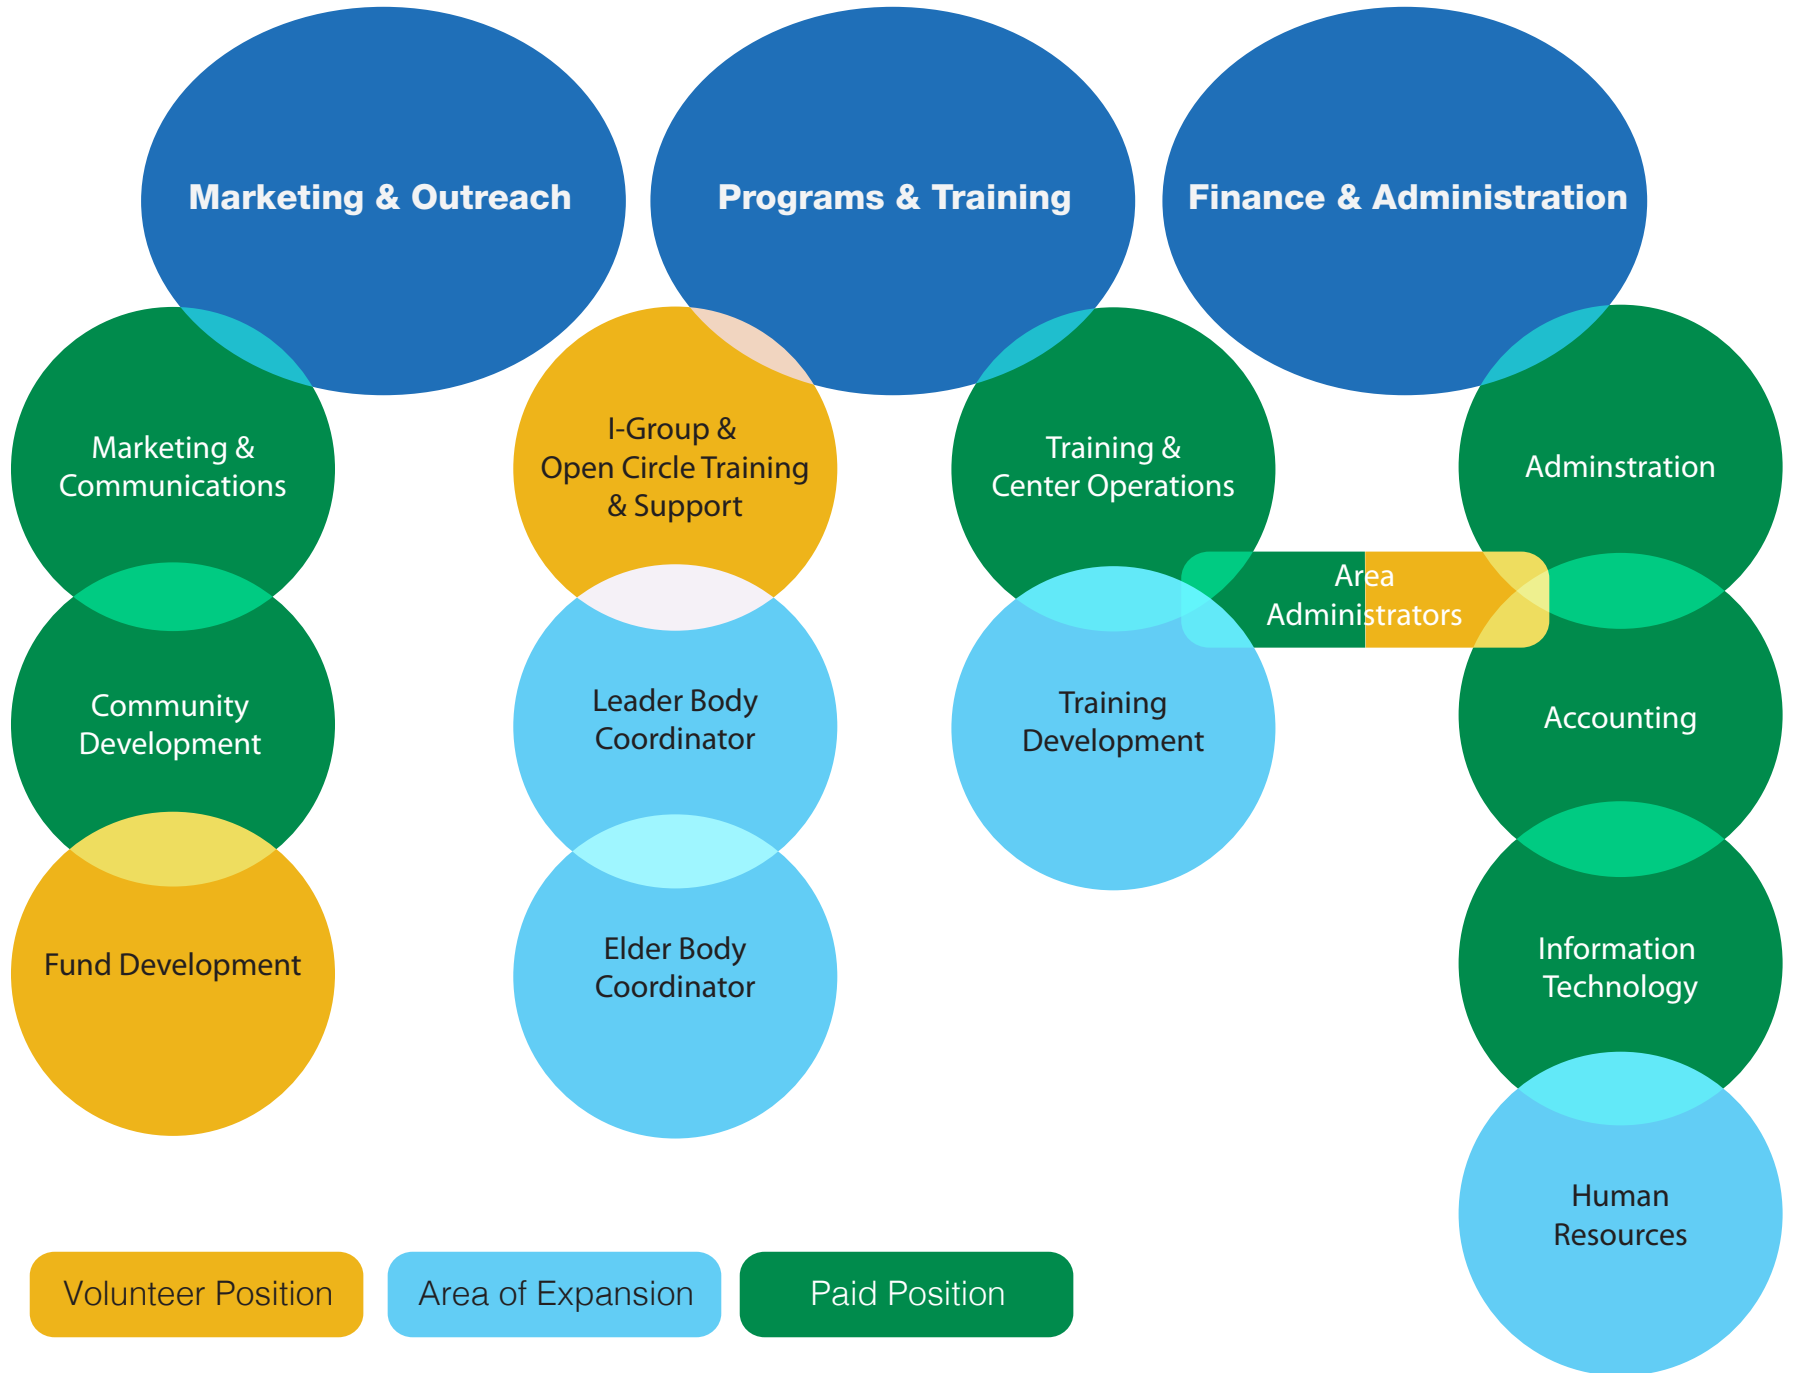 Marketing & Outreach
Programs & Training
Finance & Administration
Marketing &
Communications
I-Group &
Open Circle Training
& Support
Training &
Center Operations
Adminstration
Area
Administrators
Community
Development
Leader Body
Coordinator
Training
Development
Accounting
Fund Development
Elder Body
Coordinator
Information
Technology
Human
Resources
Volunteer Position
Area of Expansion
Paid Position